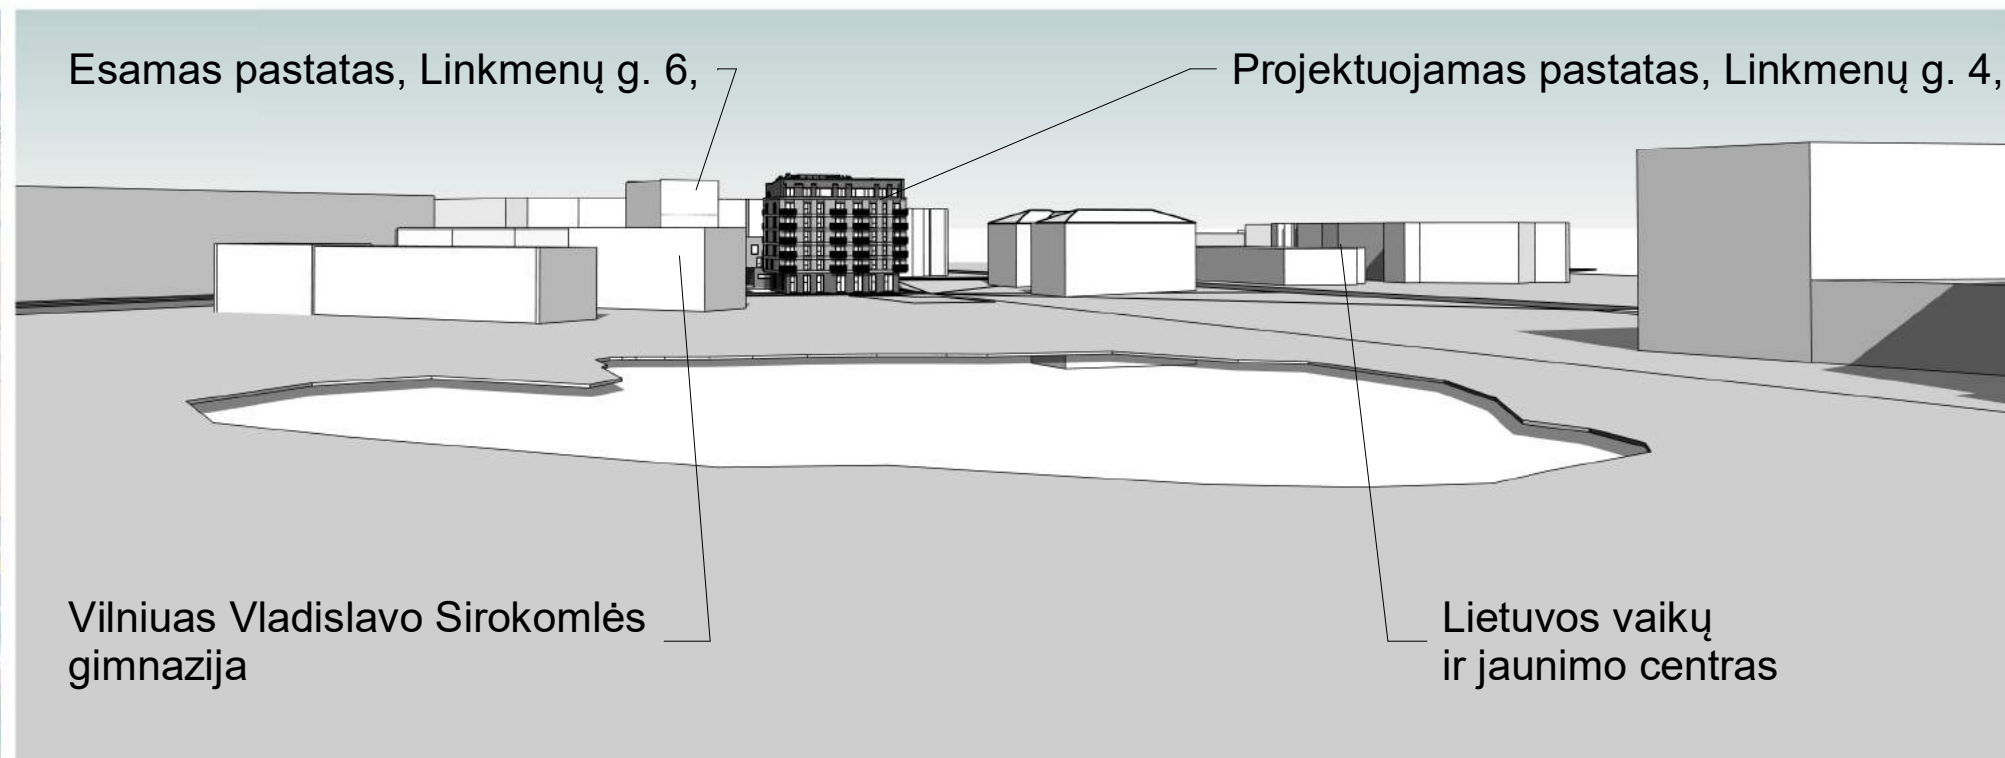 Esamas pastatas, Linkmenų g. 6,
Projektuojamas pastatas, Linkmenų g. 4,
Vilniuas Vladislavo Sirokomlės
gimnazija
Lietuvos vaikų
ir jaunimo centras